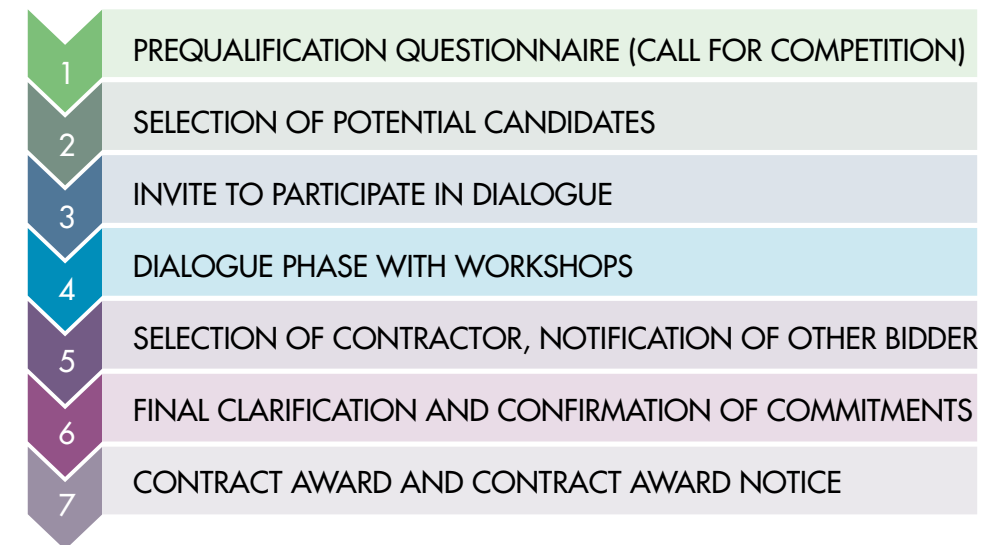 1 PREQUALIFICATION QUESTIONNAIRE (CALL FOR COMPETITION)
2 SELECTION OF POTENTIAL CANDIDATES
3 INVITE TO PARTICIPATE IN DIALOGUE
4 DIALOGUE PHASE WITH WORKSHOPS
5 SELECTION OF CONTRACTOR, NOTIFICATION OF OTHER BIDDER
6 FINAL CLARIFICATION AND CONFIRMATION OF COMMITMENTS
7 CONTRACT AWARD AND CONTRACT AWARD NOTICE